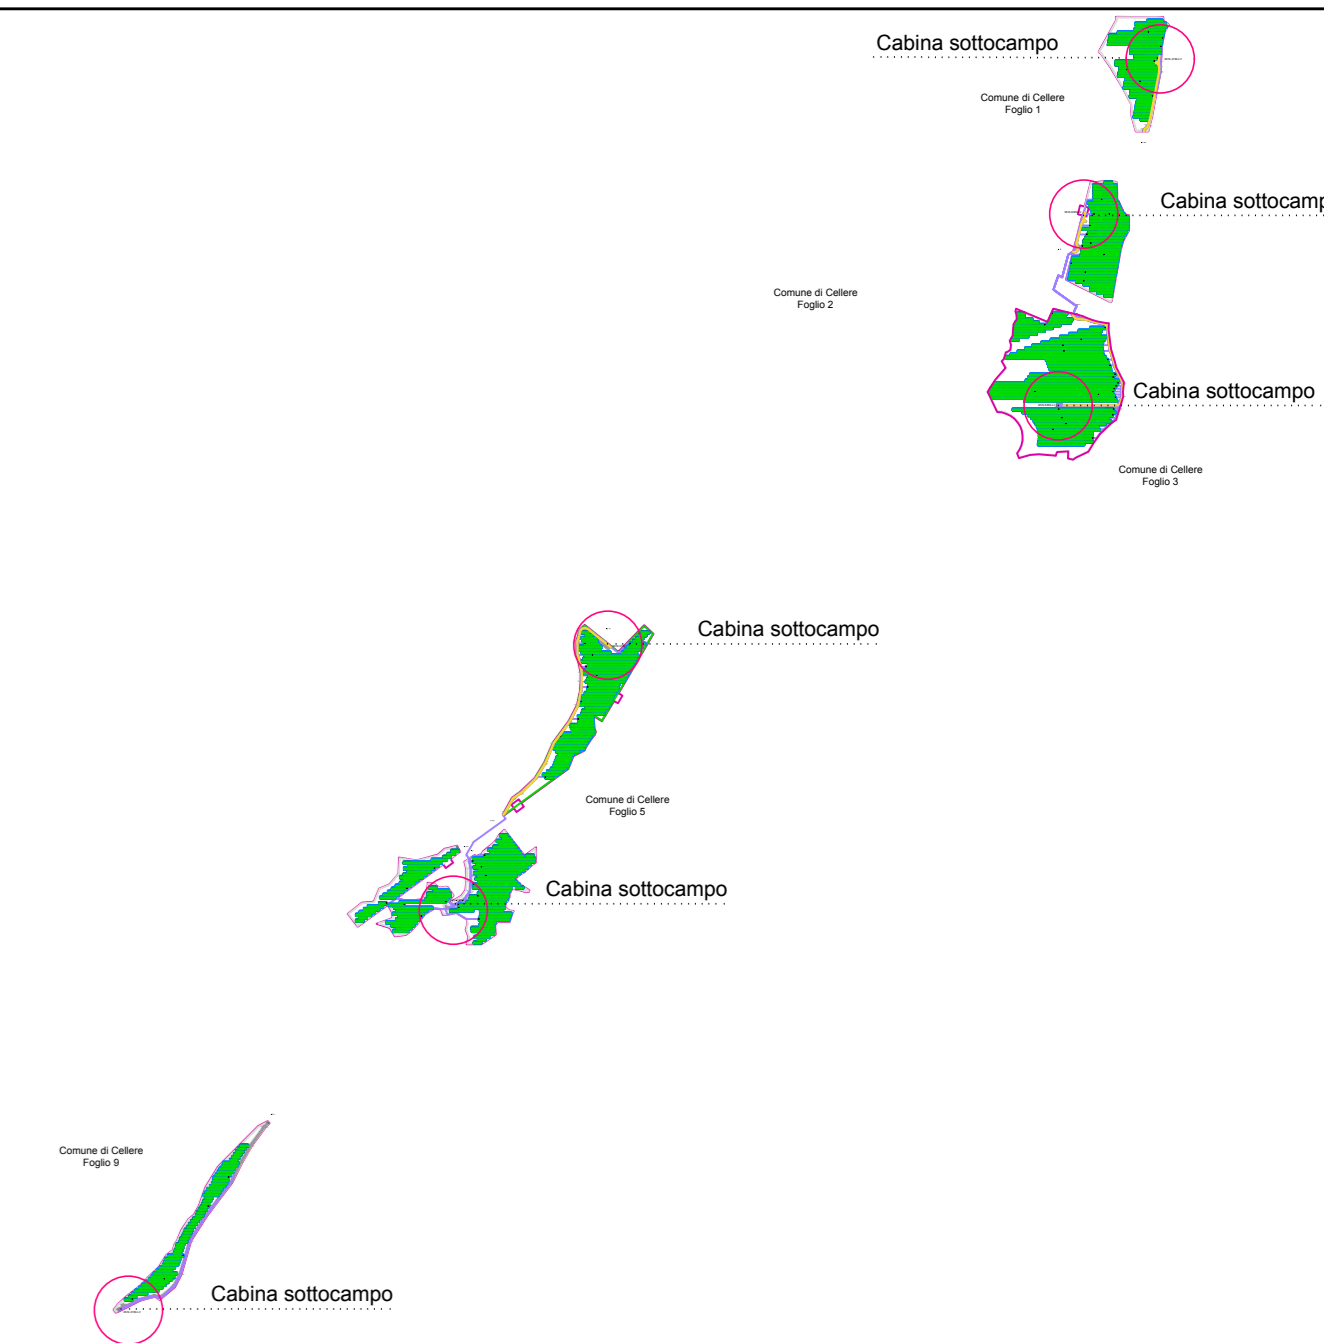 Cabina sottocampo
Comune di Cellere
Foglio 1
Cabina sottocamp
Comune di Cellere
Foglio 2
Cabina sottocampo
Comune di Cellere
Foglio 3
Cabina sottocampo
Comune di Cellere
Foglio 5
Cabina sottocampo
Comune di Cellere
Foglio 9
Cabina sottocampo